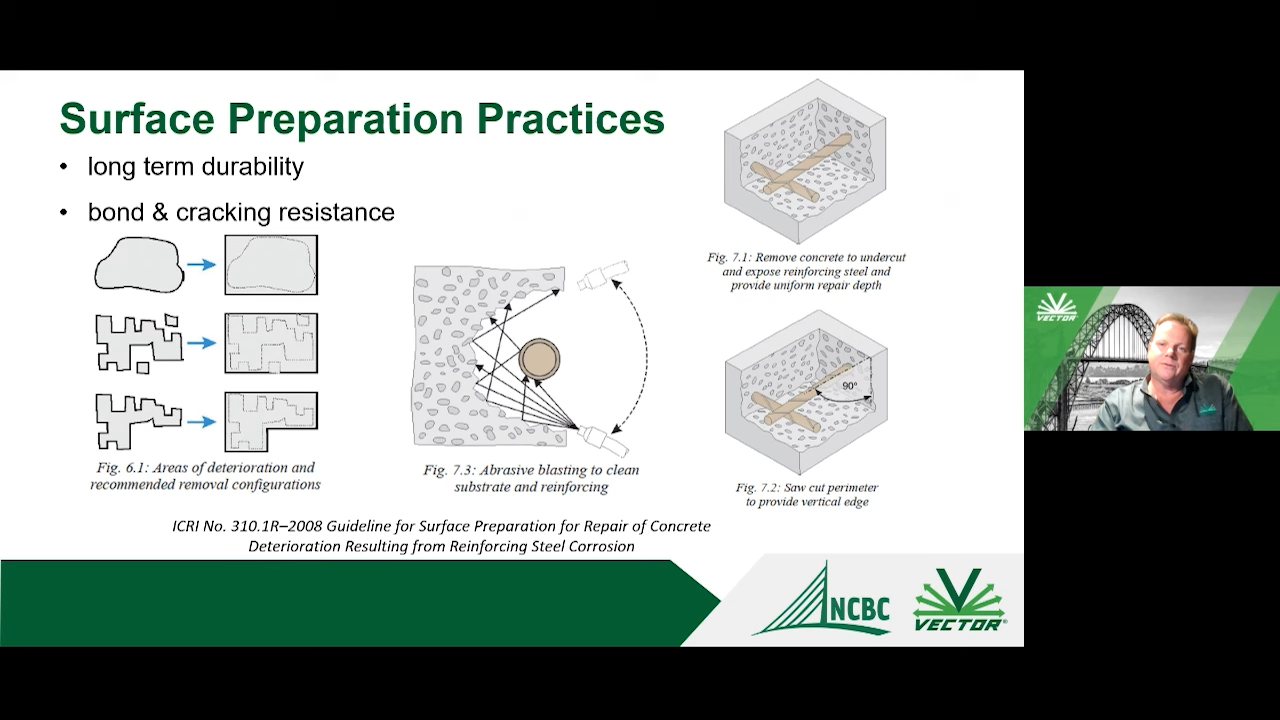 Surface Preparation Practices
• long term durability
• bond & cracking resistance
Fig. 6.1: Areas of deterioration and
recommended removal configurations
Fig. 7.3: Abrasive blasting to clean
substrate and reinforcing
Fig. 7.1: Remove concrete to undercut
and expose reinforcing steel and
provide uniform repair depth
90°
Fig. 7.2: Saw cut perimeter
to provide vertical edge
ICRI No. 310.1R–2008 Guideline for Surface Preparation for Repair of Concrete
Deterioration Resulting from Reinforcing Steel Corrosion
NCBC
VECTOR®
VECTOR